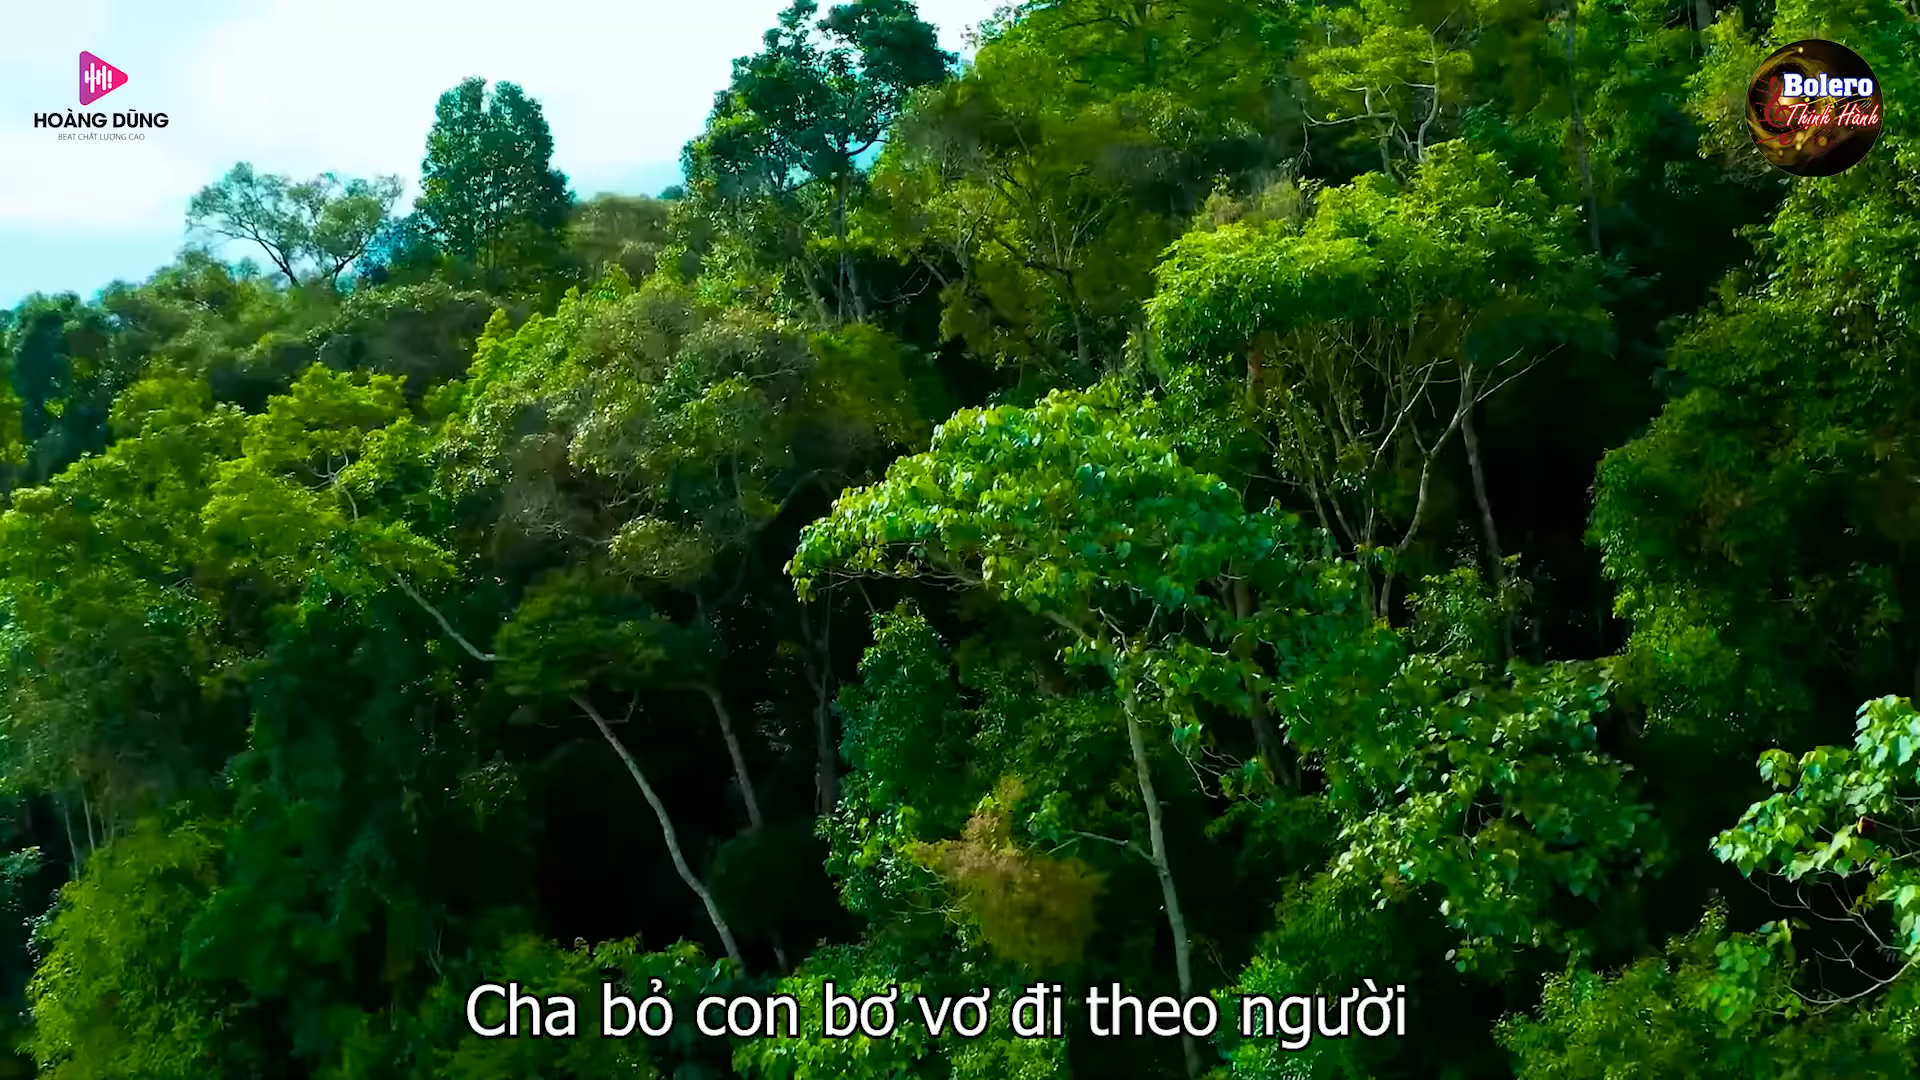 HOÀNG DŨNG
BEAT CHẤT LƯỢNG CAO
Bolero
Thịnh Hành
Cha bỏ con bơ vơ đi theo người